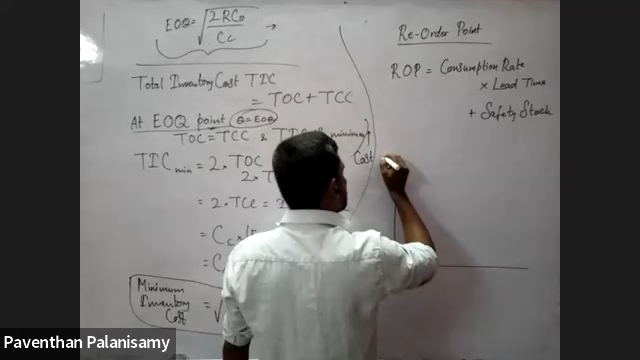 EOQ = √2RCo / Cc →
Total Inventory Cost TIC
= TOC + TCC
At EOQ point (Q = EOQ)
TOC = TCC & minimum
TIC min = 2 × TOC
2 ×
= 2 · TCC =
= Cc ×
= C
Minimum
Inventory
Cost = √
Re-Order Point
ROP = Consumption Rate
× Lead Time
+ Safety Stock
Cost
Paventhan Palanisamy